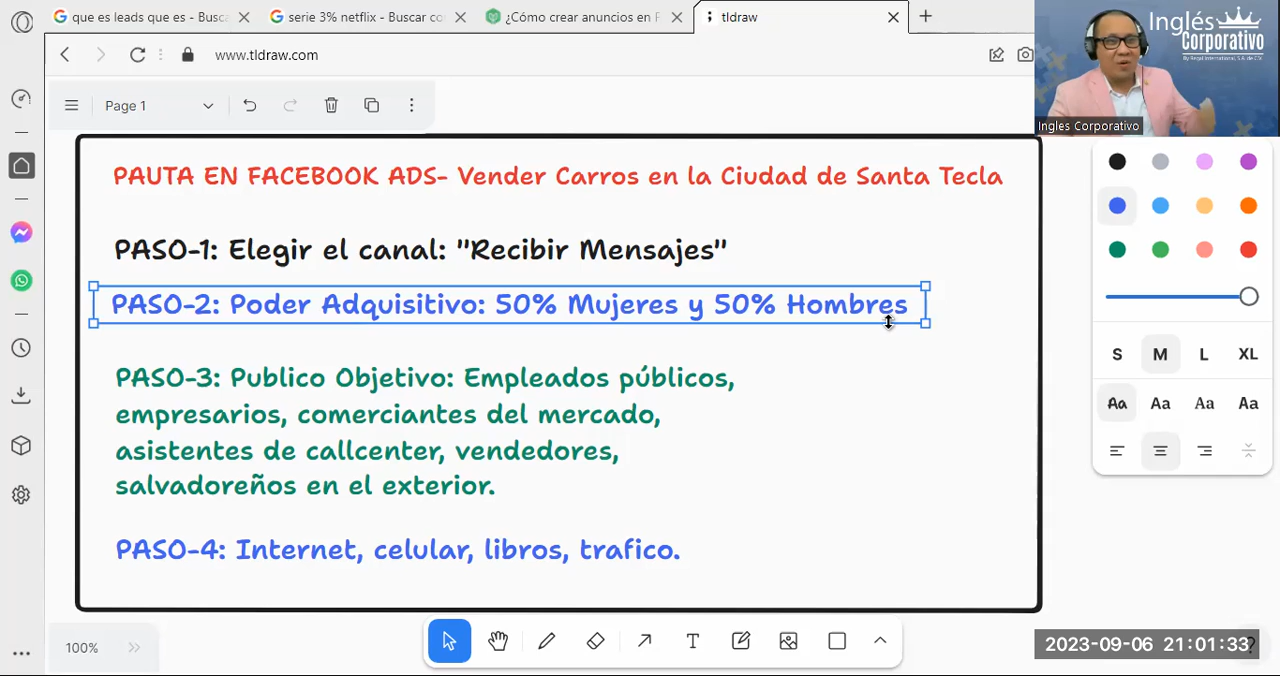 que es leads que es - Busca
serie 3% netflix - Buscar co
¿Cómo crear anuncios en F
tldraw
www.tldraw.com
Page 1
Inglés
Corporativo
By Regal International, S.A. de C.V.
Ingles Corporativo
PAUTA EN FACEBOOK ADS- Vender Carros en la Ciudad de Santa Tecla
PASO-1: Elegir el canal: "Recibir Mensajes"
PASO-2: Poder Adquisitivo: 50% Mujeres y 50% Hombres
PASO-3: Publico Objetivo: Empleados públicos,
empresarios, comerciantes del mercado,
asistentes de callcenter, vendedores,
salvadoreños en el exterior.
PASO-4: Internet, celular, libros, trafico.
S M L XL
Aa Aa Aa Aa
100%
T
2023-09-06 21:01:33
?